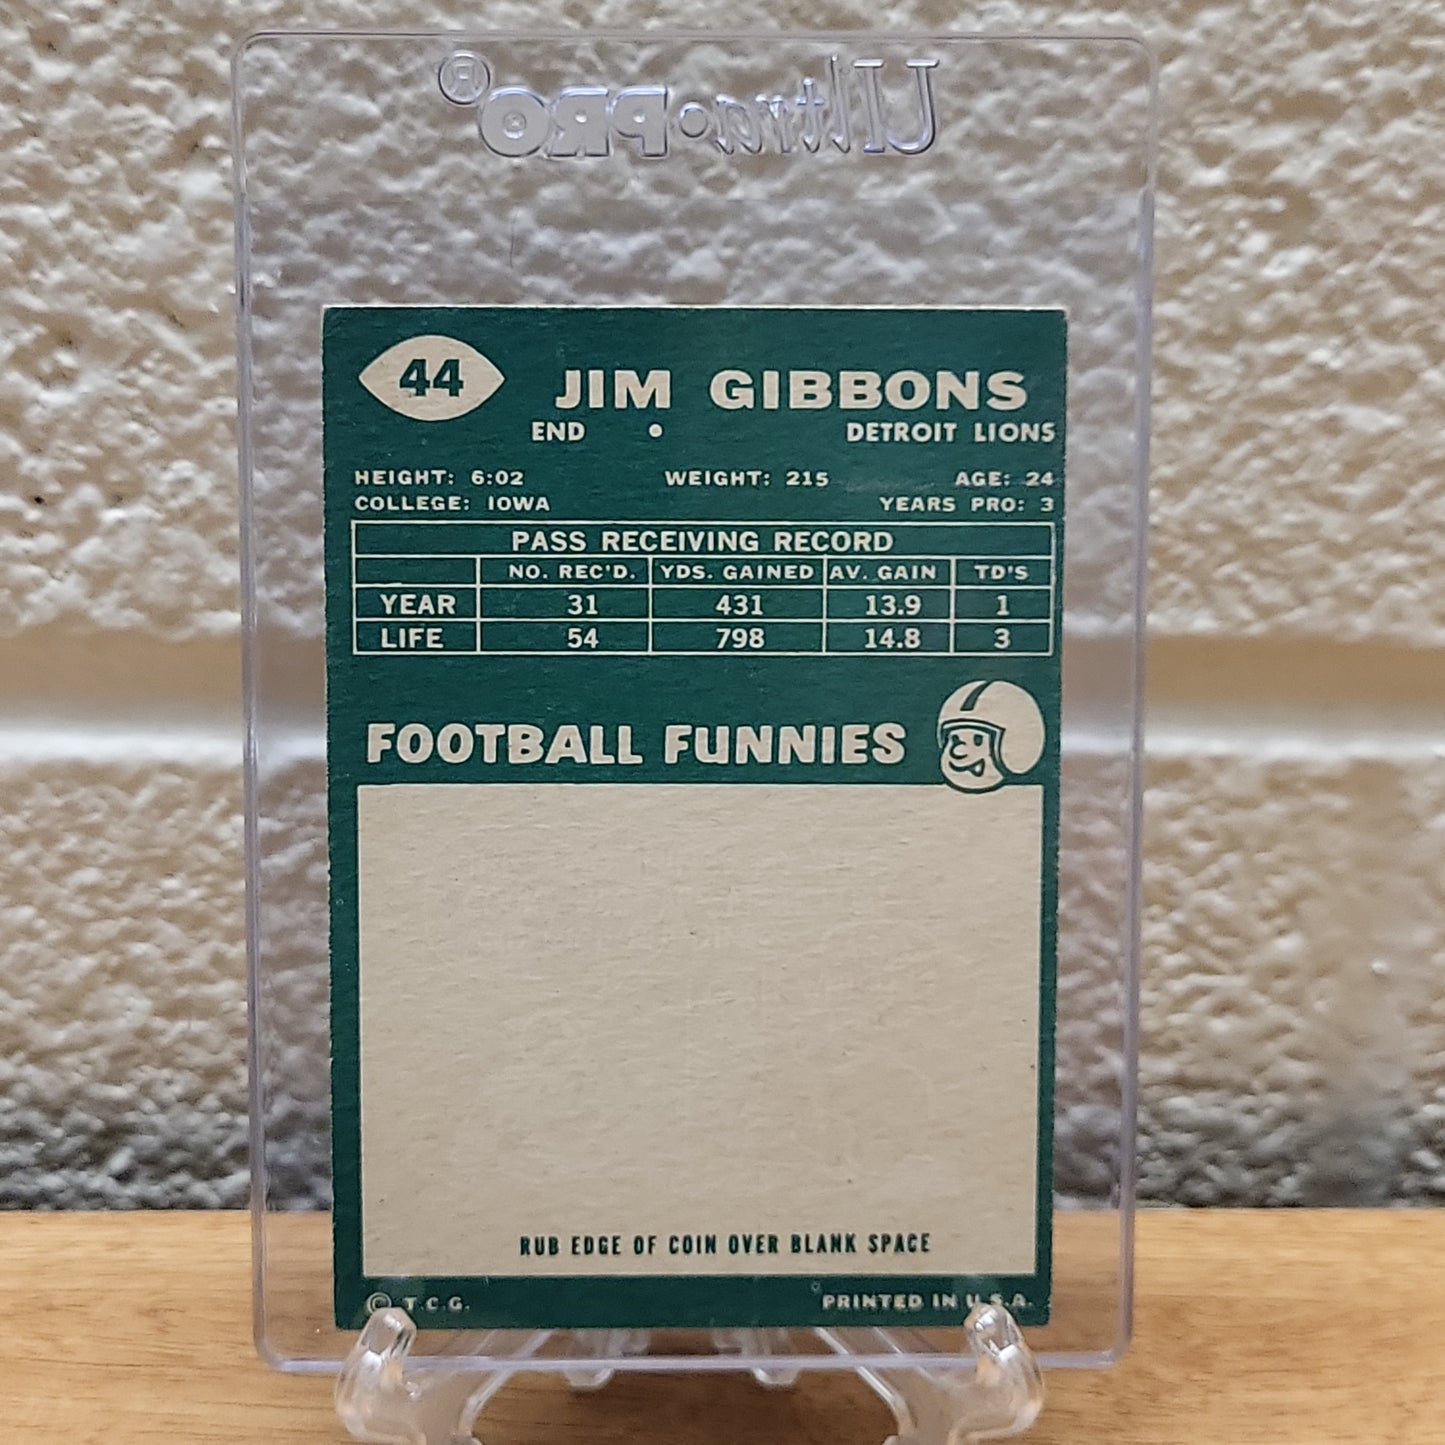 Ultra•PRO®
44
JIM GIBBONS
END • DETROIT LIONS
HEIGHT: 6:02 WEIGHT: 215 AGE: 24
COLLEGE: IOWA YEARS PRO: 3
PASS RECEIVING RECORD
NO. REC'D. YDS. GAINED AV. GAIN TD'S
YEAR 31 431 13.9 1
LIFE 54 798 14.8 3
FOOTBALL FUNNIES
RUB EDGE OF COIN OVER BLANK SPACE
© T.C.G. PRINTED IN U.S.A.